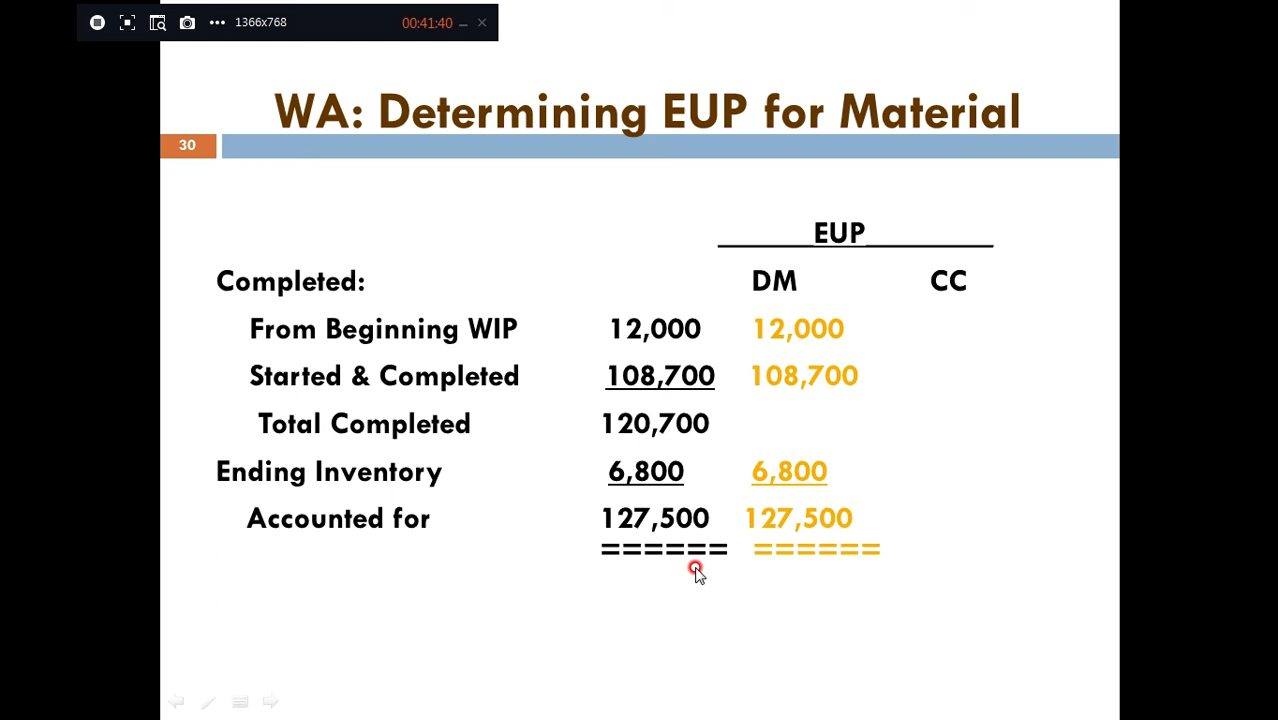 1366x768 00:41:40
WA: Determining EUP for Material
30
EUP
Completed: DM CC
From Beginning WIP 12,000 12,000
Started & Completed 108,700 108,700
Total Completed 120,700
Ending Inventory 6,800 6,800
Accounted for 127,500 127,500
====== ======